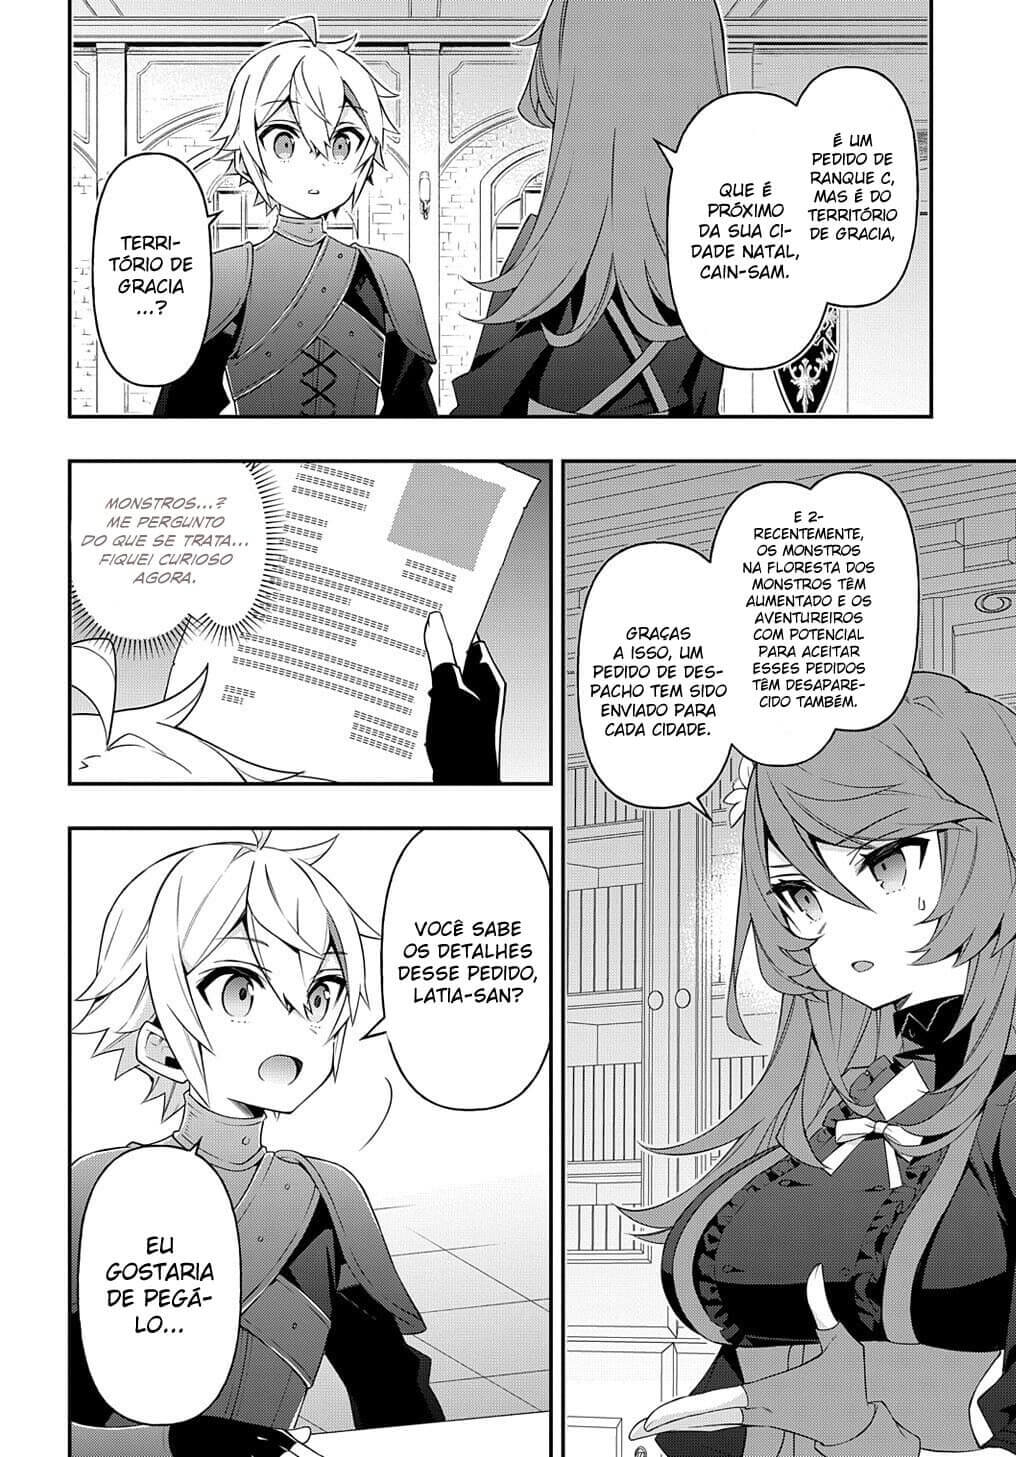 É UM
PEDIDO DE
RANQUE C,
MAS É DO
TERRITÓRIO
DE GRACIA,
QUE É
PRÓXIMO
DA SUA CI-
DADE NATAL,
CAIN-SAM.
TERRI-
TÓRIO DE
GRACIA
...?
E 2-
RECENTEMENTE,
OS MONSTROS
NA FLORESTA DOS
MONSTROS TÊM
AUMENTADO E OS
AVENTUREIROS
COM POTENCIAL
PARA ACEITAR
ESSES PEDIDOS
TÊM DESAPARE-
CIDO TAMBÉM.
GRAÇAS
A ISSO, UM
PEDIDO DE DES-
PACHO TEM SIDO
ENVIADO PARA
CADA CIDADE.
MONSTROS...?
ME PERGUNTO
DO QUE SE TRATA...
FIQUEI CURIOSO
AGORA.
VOCÊ SABE
OS DETALHES
DESSE PEDIDO,
LATIA-SAN?
EU
GOSTARIA
DE PEGÁ-
LO...